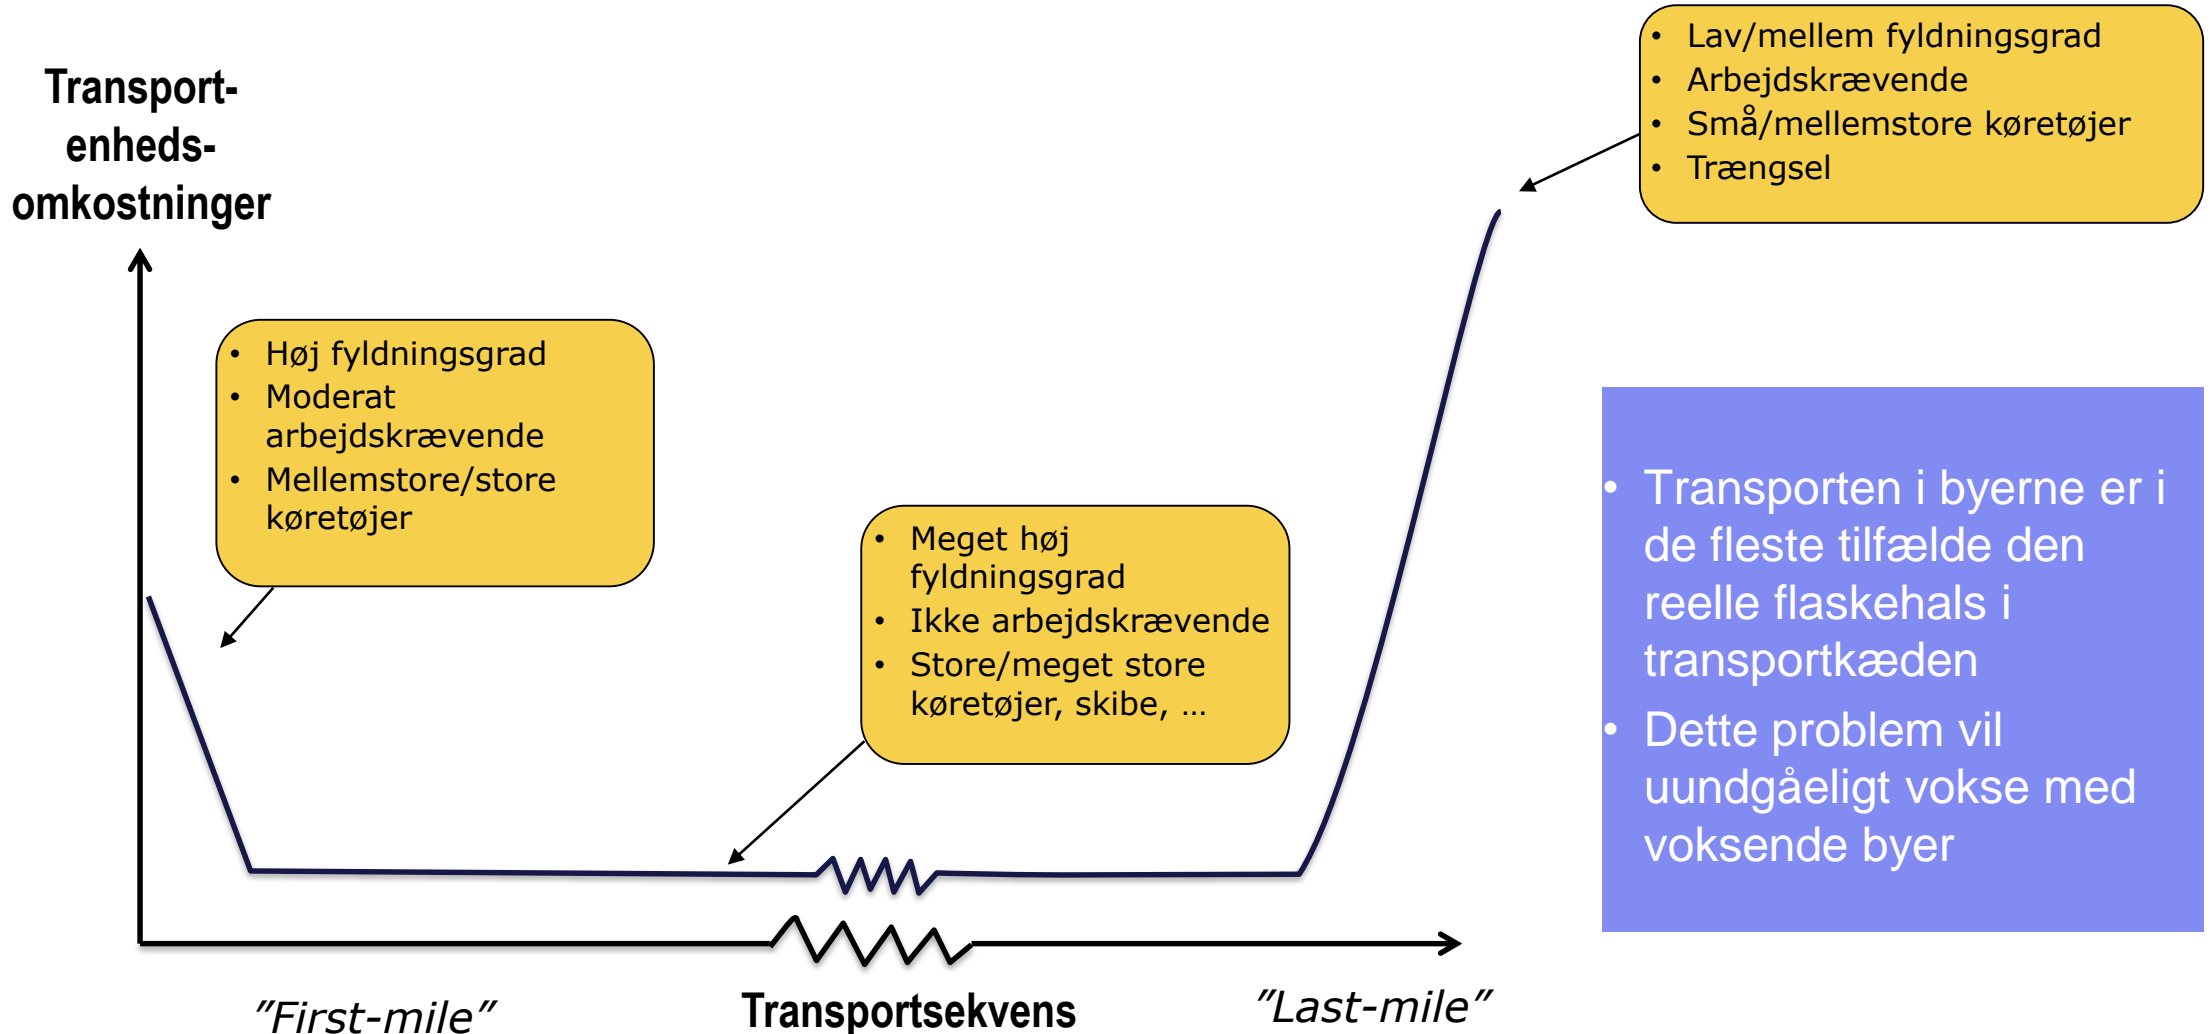 Transport-
enheds-
omkostninger
• Høj fyldningsgrad
• Moderat
arbejdskrævende
• Mellemstore/store
køretøjer
• Meget høj
fyldningsgrad
• Ikke arbejdskrævende
• Store/meget store
køretøjer, skibe, …
• Lav/mellem fyldningsgrad
• Arbejdskrævende
• Små/mellemstore køretøjer
• Trængsel
• Transporten i byerne er i
de fleste tilfælde den
reelle flaskehals i
transportkæden
• Dette problem vil
uundgåeligt vokse med
voksende byer
”First-mile”
Transportsekvens
”Last-mile”